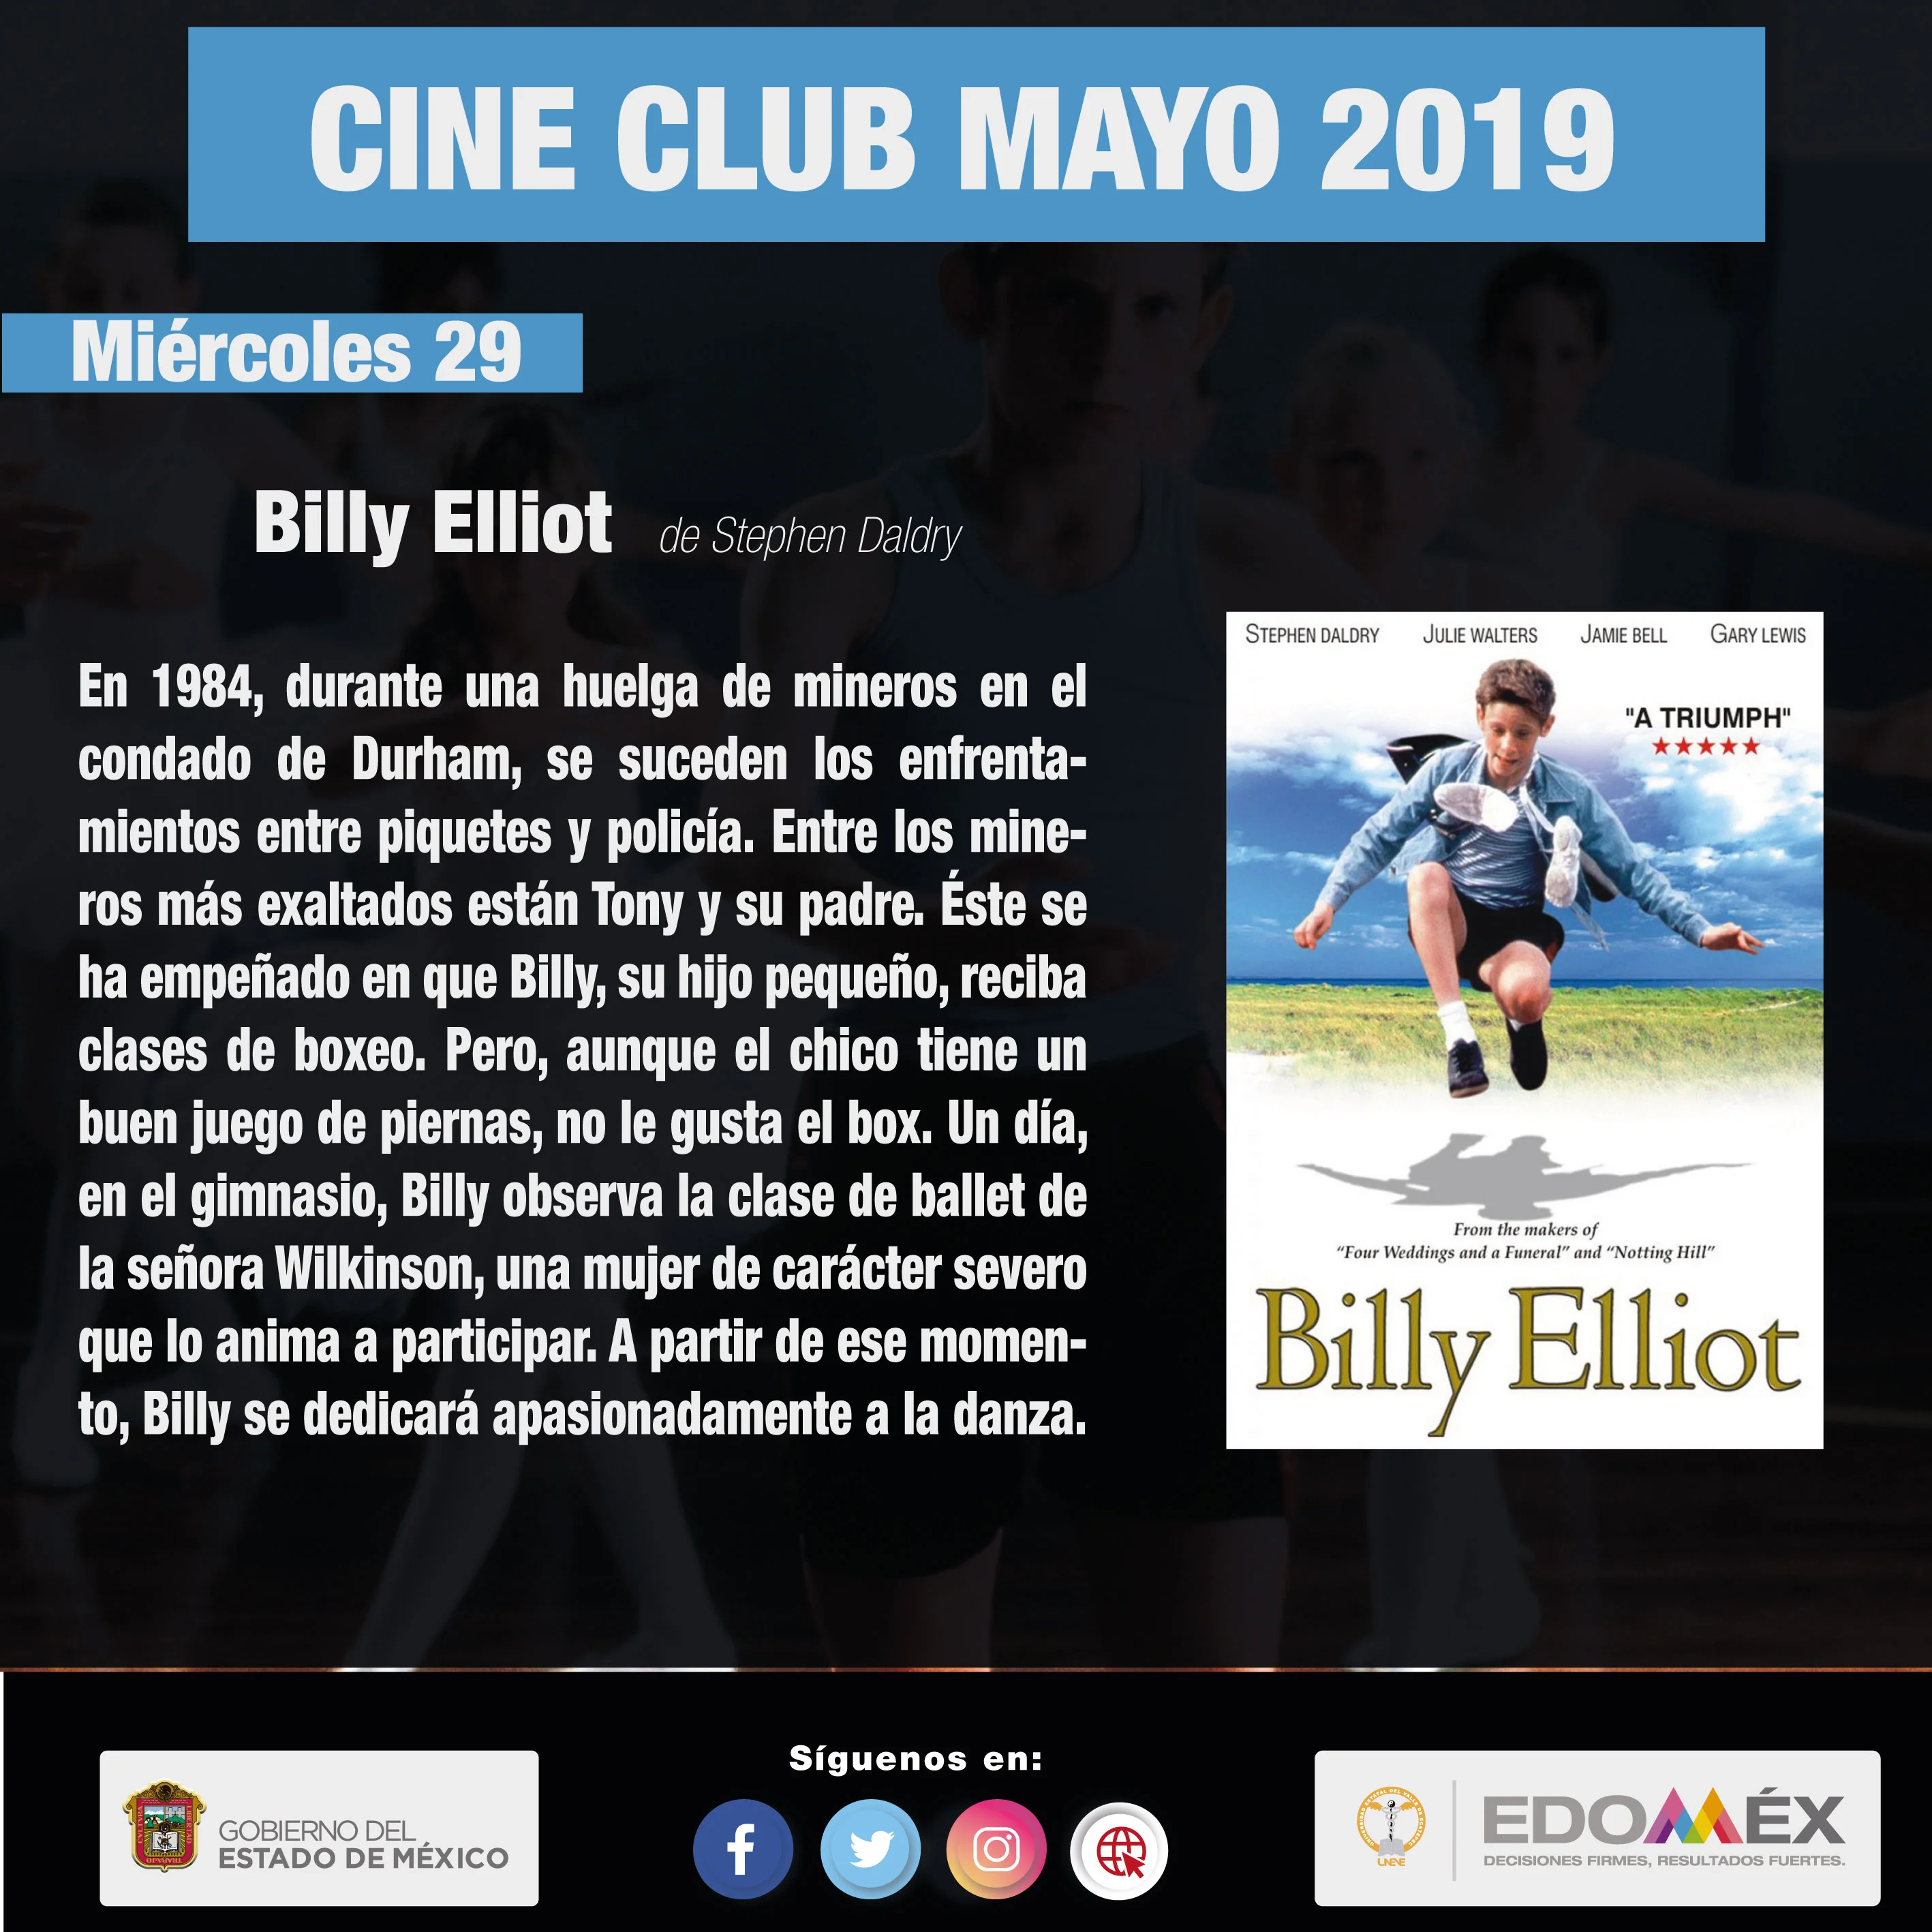 CINE CLUB MAYO 2019
Miércoles 29
Billy Elliot de Stephen Daldry
En 1984, durante una huelga de mineros en el
condado de Durham, se suceden los enfrenta-
mientos entre piquetes y policía. Entre los mine-
ros más exaltados están Tony y su padre. Éste se
ha empeñado en que Billy, su hijo pequeño, reciba
clases de boxeo. Pero, aunque el chico tiene un
buen juego de piernas, no le gusta el box. Un día,
en el gimnasio, Billy observa la clase de ballet de
la señora Wilkinson, una mujer de carácter severo
que lo anima a participar. A partir de ese momen-
to, Billy se dedicará apasionadamente a la danza.
STEPHEN DALDRY JULIE WALTERS JAMIE BELL GARY LEWIS
"A TRIUMPH"
From the makers of
“Four Weddings and a Funeral” and “Notting Hill”
Billy Elliot
Síguenos en:
GOBIERNO DEL
ESTADO DE MÉXICO
EDOMÉX
DECISIONES FIRMES, RESULTADOS FUERTES.